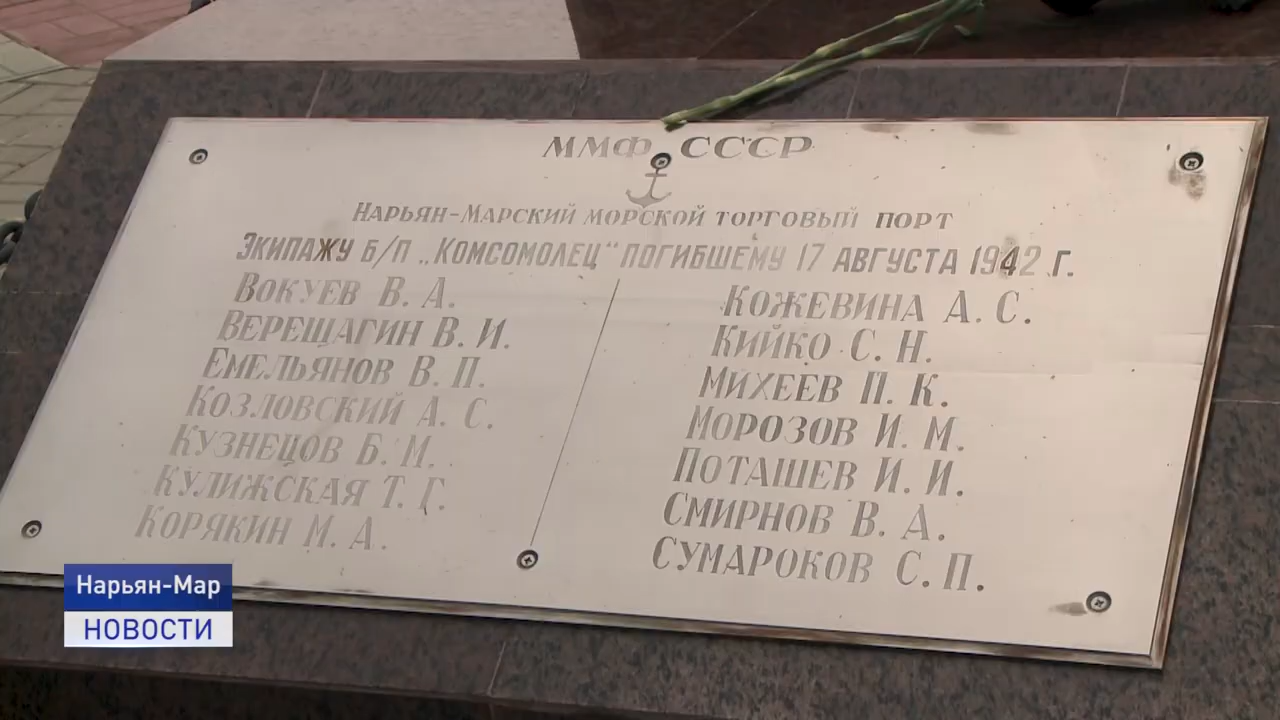 ММФ СССР
Нарьян-Марский морской торговый порт
Экипажу б/п „Комсомолец“ погибшему 17 августа 1942 г.
Вокуев В. А.
Верещагин В. И.
Емельянов В. П.
Козловский А. С.
Кузнецов Б. М.
Кулижская Т. Г.
Корякин М. А.
Кожевина А. С.
Кийко С. Н.
Михеев П. К.
Морозов И. М.
Поташев И. И.
Смирнов В. А.
Сумароков С. П.
Нарьян-Мар
НОВОСТИ